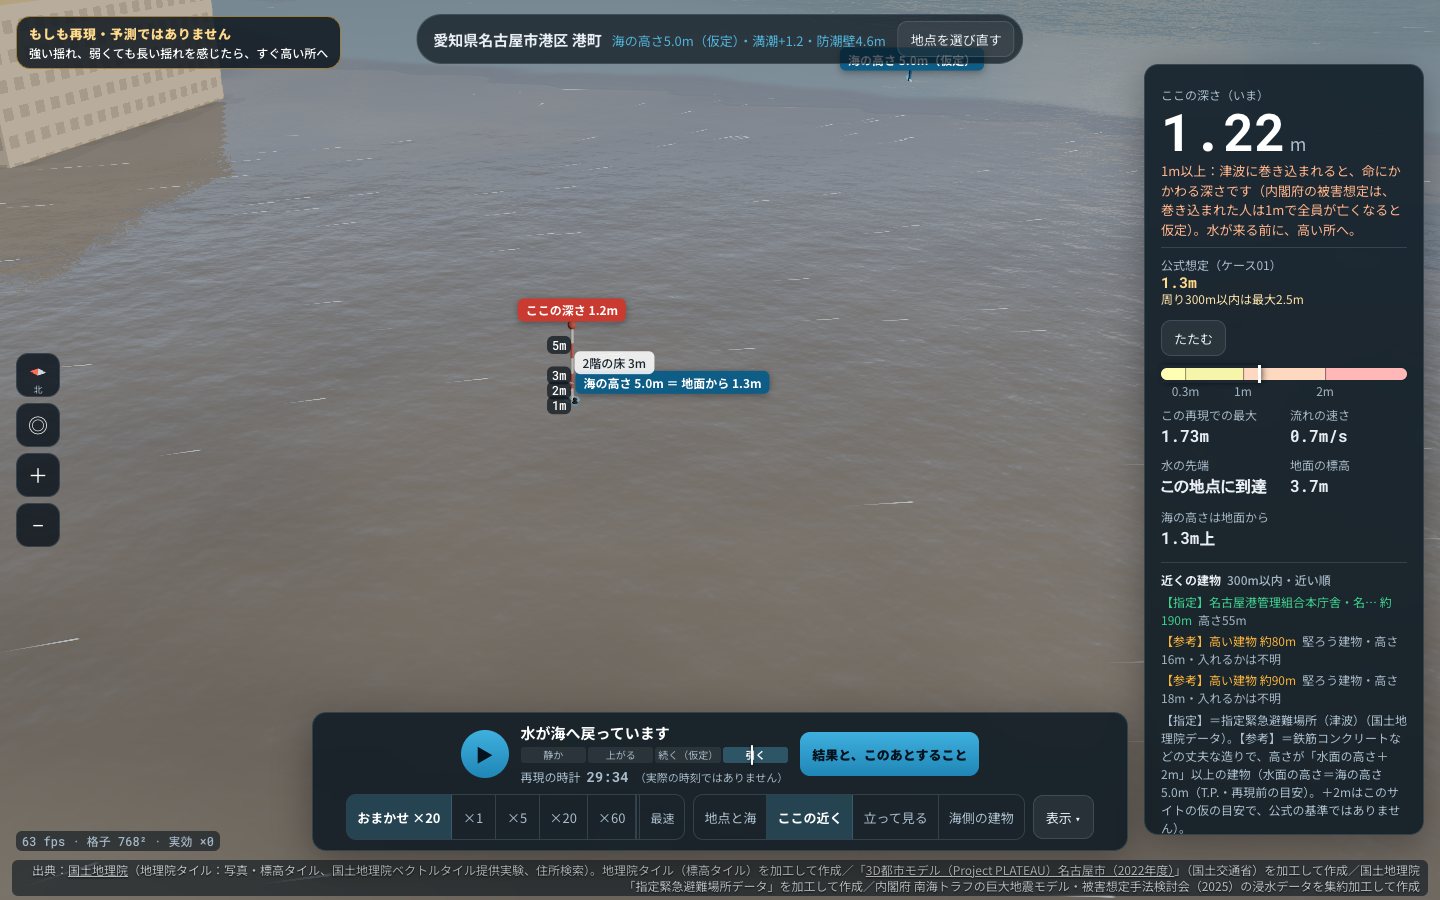 もしも再現・予測ではありません
強い揺れ、弱くても長い揺れを感じたら、すぐ高い所へ
愛知県名古屋市港区 港町 海の高さ5.0m（仮定）・満潮+1.2・防潮壁4.6m 地点を選び直す
海の高さ 5.0m（仮定）
ここの深さ（いま）
1.22 m
1m以上：津波に巻き込まれると、命にか
かわる深さです（内閣府の被害想定は、
巻き込まれた人は1mで全員が亡くなると
仮定）。水が来る前に、高い所へ。
公式想定（ケース01）
1.3m
周り300m以内は最大2.5m
たたむ
0.3m 1m 2m
この再現での最大 流れの速さ
1.73m 0.7m/s
水の先端 地面の標高
この地点に到達 3.7m
海の高さは地面から
1.3m上
近くの建物 300m以内・近い順
【指定】名古屋港管理組合本庁舎・名… 約
190m 高さ55m
【参考】高い建物 約80m 堅ろう建物・高さ
16m・入れるかは不明
【参考】高い建物 約90m 堅ろう建物・高さ
18m・入れるかは不明
【指定】＝指定緊急避難場所（津波）（国土地
理院データ）。【参考】＝鉄筋コンクリートな
どの丈夫な造りで、高さが「水面の高さ＋
2m」以上の建物（水面の高さ＝海の高さ
5.0m（T.P.・再現前の目安）。＋2mはこのサ
イトの仮の目安で、公式の基準ではありませ
ん）。
ここの深さ 1.2m
5m
2階の床 3m
3m
海の高さ 5.0m ＝ 地面から 1.3m
2m
1m
北
◎
＋
−
水が海へ戻っています
静か 上がる 続く（仮定） 引く
再現の時計 29:34 （実際の時刻ではありません）
結果と、このあとすること
おまかせ ×20 ×1 ×5 ×20 ×60 最速 地点と海 ここの近く 立って見る 海側の建物 表示 ▾
63 fps · 格子 768² · 実効 ×0
出典：国土地理院（地理院タイル：写真・標高タイル、国土地理院ベクトルタイル提供実験、住所検索）。地理院タイル（標高タイル）を加工して作成／「3D都市モデル（Project PLATEAU）名古屋市（2022年度）」（国土交通省）を加工して作成／国土地理院
「指定緊急避難場所データ」を加工して作成／内閣府 南海トラフの巨大地震モデル・被害想定手法検討会（2025）の浸水データを集約加工して作成